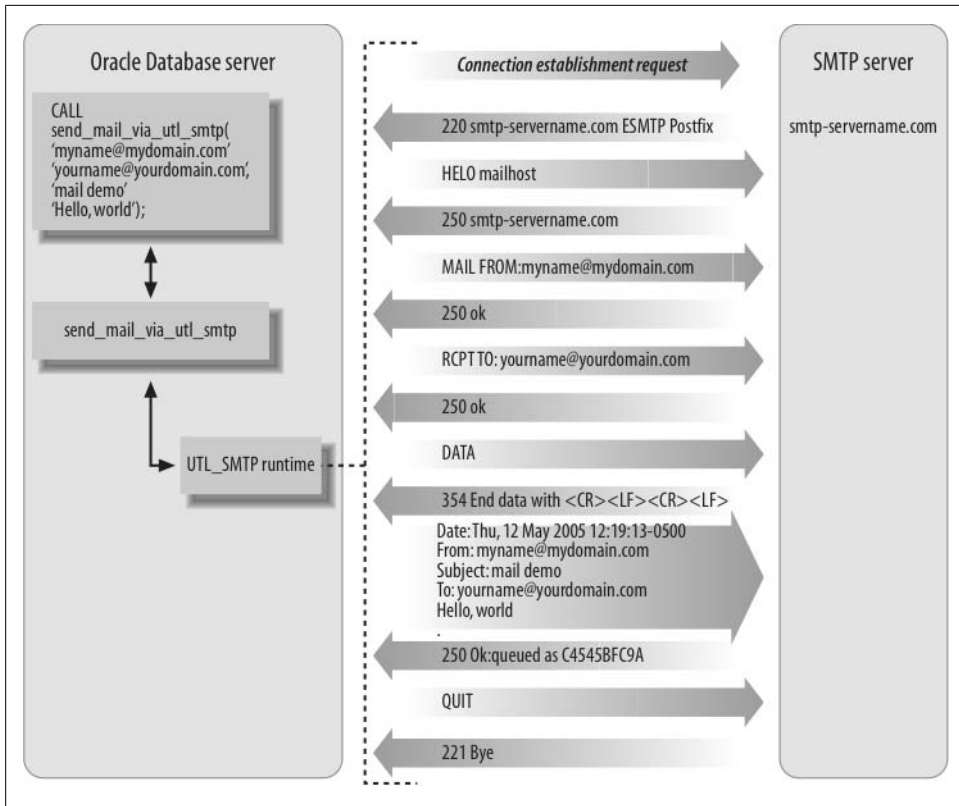 Oracle Database server
CALL
send_mail_via_utl_smtp(
‘myname@mydomain.com’
‘yourname@yourdomain.com’,
‘mail demo’
‘Hello, world’);
send_mail_via_utl_smtp
UTL_SMTP runtime
Connection establishment request
220 smtp-servername.com ESMTP Postfix
HELO mailhost
250 smtp-servername.com
MAIL FROM:myname@mydomain.com
250 ok
RCPT TO: yourname@yourdomain.com
250 ok
DATA
354 End data with <CR><LF><CR><LF>
Date: Thu, 12 May 2005 12:19:13-0500
From: myname@mydomain.com
Subject: mail demo
To: yourname@yourdomain.com
Hello, world
.
250 Ok:queued as C4545BFC9A
QUIT
221 Bye
SMTP server
smtp-servername.com